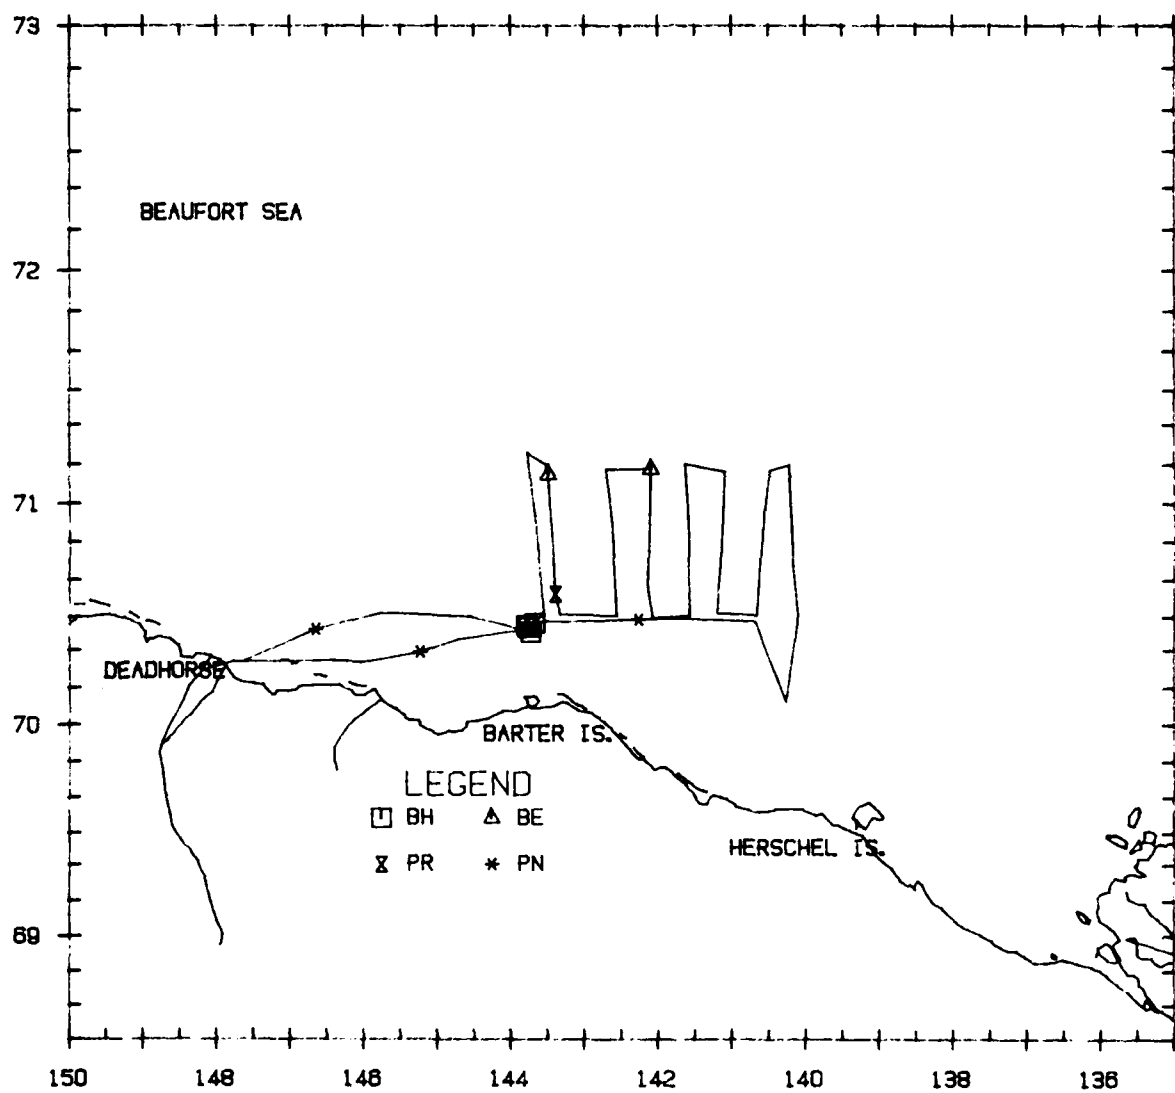 73
BEAUFORT SEA
72
71
DEADHORSE
70
BARTER IS.
LEGEND
BH BE
HERSCHEL IS.
PR PN
69
150 148 146 144 142 140 138 136